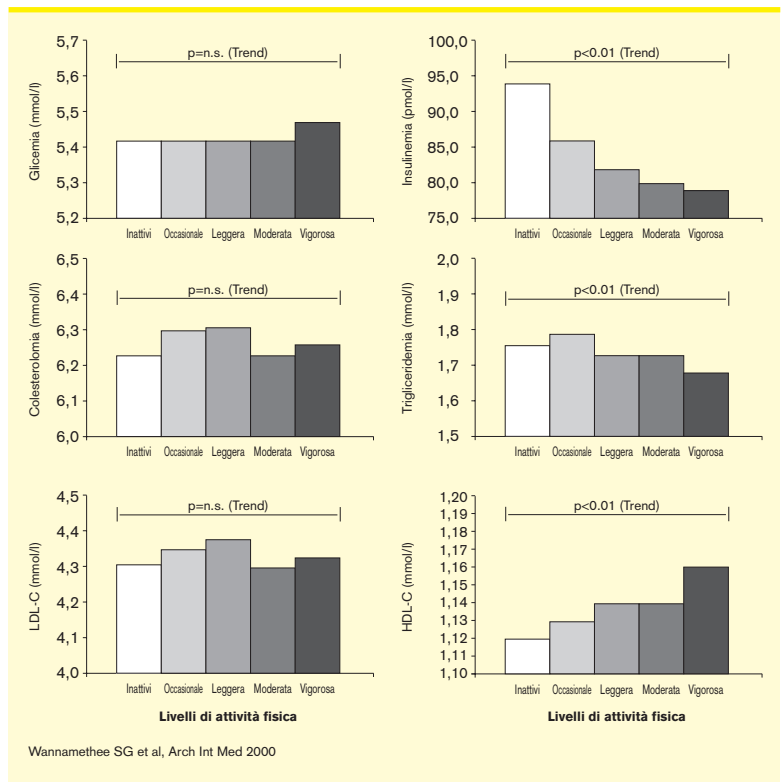 5,7
5,6
5,5
5,4
5,3
5,2
Glicemia (mmol/l)
p=n.s. (Trend)
Inattivi Occasionale Leggera Moderata Vigorosa
100,0
95,0
90,0
85,0
80,0
75,0
Insulinemia (pmol/l)
p<0.01 (Trend)
Inattivi Occasionale Leggera Moderata Vigorosa
6,5
6,4
6,3
6,2
6,1
6,0
Colesterolomia (mmol/l)
p=n.s. (Trend)
Inattivi Occasionale Leggera Moderata Vigorosa
2,0
1,9
1,8
1,7
1,6
1,5
Trigliceridemia (mmol/l)
p<0.01 (Trend)
Inattivi Occasionale Leggera Moderata Vigorosa
4,5
4,4
4,3
4,2
4,1
4,0
LDL-C (mmol/l)
p=n.s. (Trend)
Inattivi Occasionale Leggera Moderata Vigorosa
Livelli di attività fisica
1,20
1,19
1,18
1,17
1,16
1,15
1,14
1,13
1,12
1,11
1,10
HDL-C (mmol/l)
p<0.01 (Trend)
Inattivi Occasionale Leggera Moderata Vigorosa
Livelli di attività fisica
Wannamethee SG et al, Arch Int Med 2000